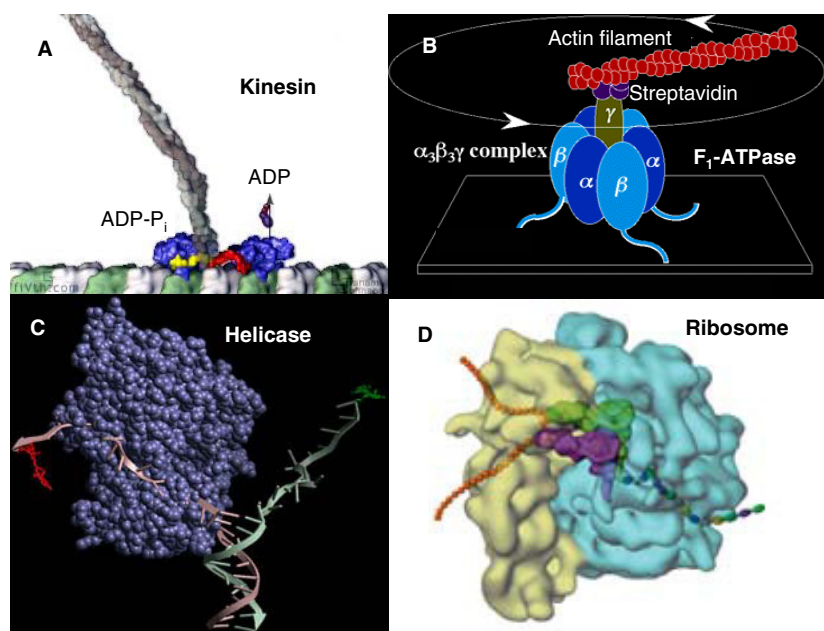 A
Kinesin
ADP
ADP-Pi
B
Actin filament
Streptavidin
γ
α3β3γ complex
F1-ATPase
β
α
α
β
C
Helicase
D
Ribosome